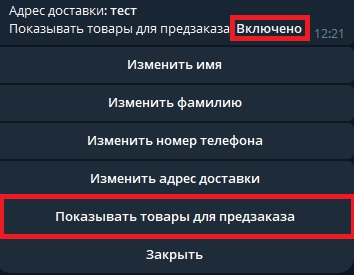 Адрес доставки: тест
Показывать товары для предзаказа Включено 12:21
Изменить имя
Изменить фамилию
Изменить номер телефона
Изменить адрес доставки
Показывать товары для предзаказа
Закрыть